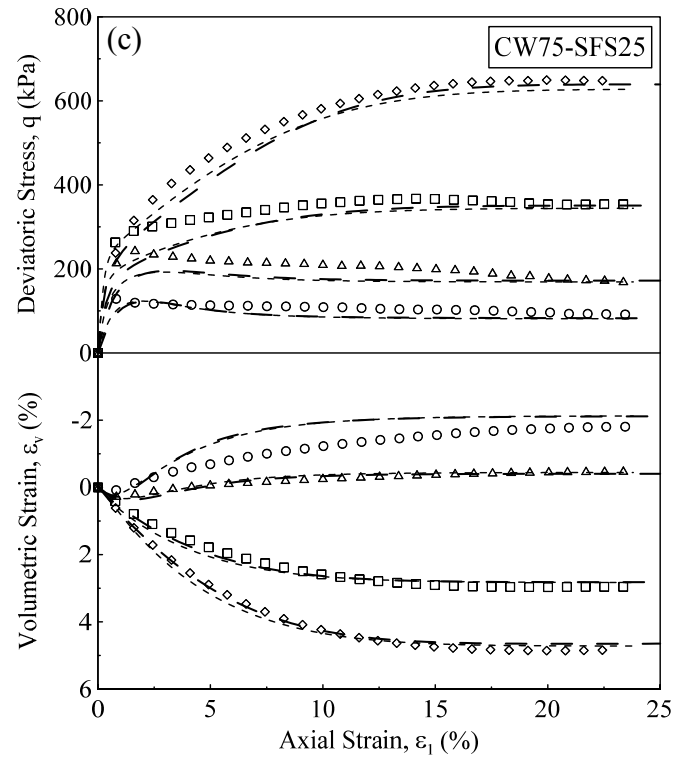 (c)
CW75-SFS25
Deviatoric Stress, q (kPa)
800
600
400
200
0
Volumetric Strain, εv (%)
-2
0
2
4
6
0 5 10 15 20 25
Axial Strain, ε1 (%)